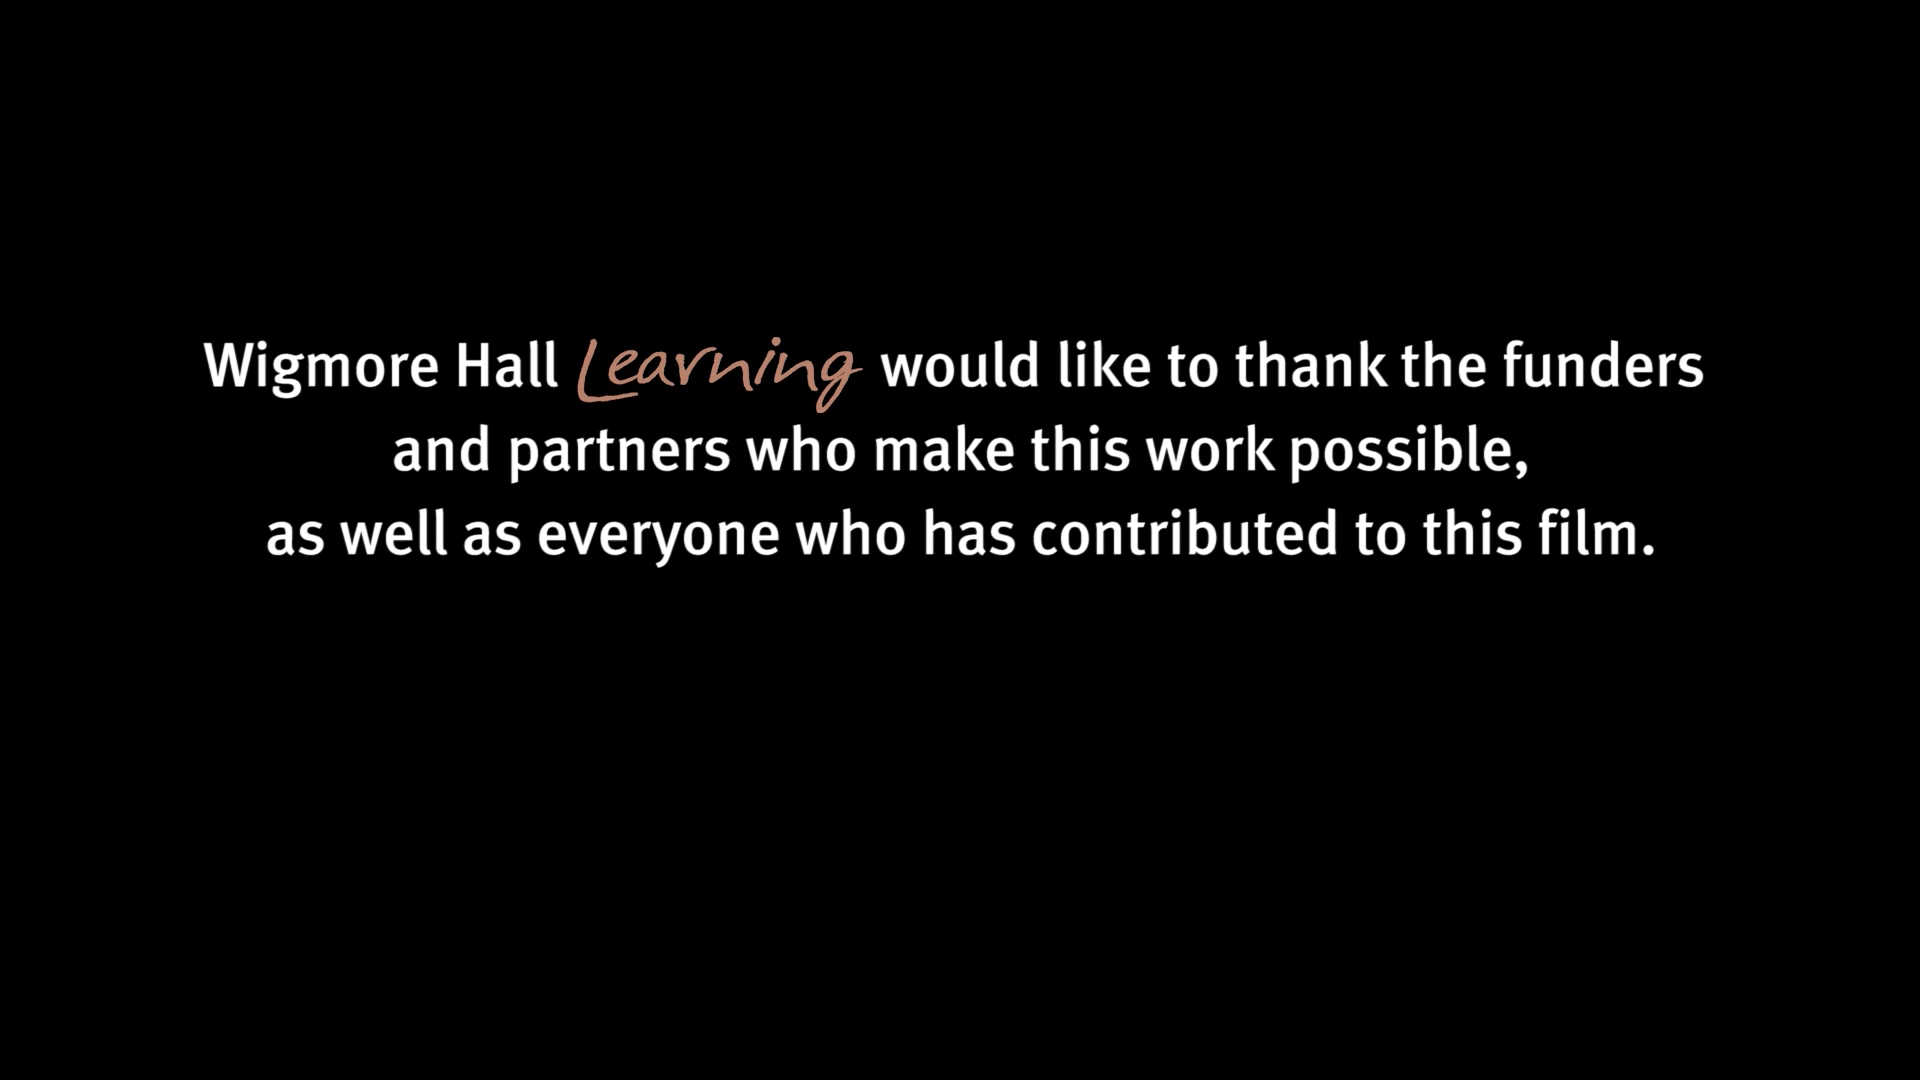 Wigmore Hall Learning would like to thank the funders
and partners who make this work possible,
as well as everyone who has contributed to this film.